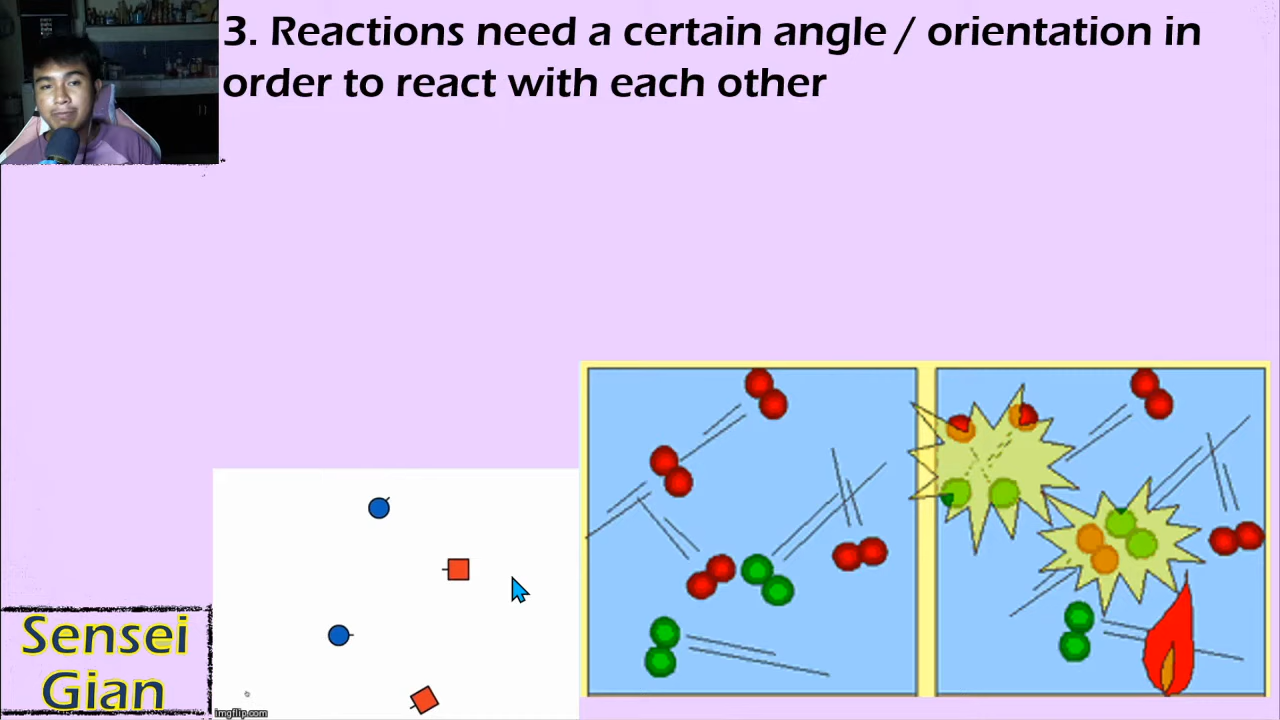 3. Reactions need a certain angle / orientation in
order to react with each other
Sensei
Gian
imgflip.com